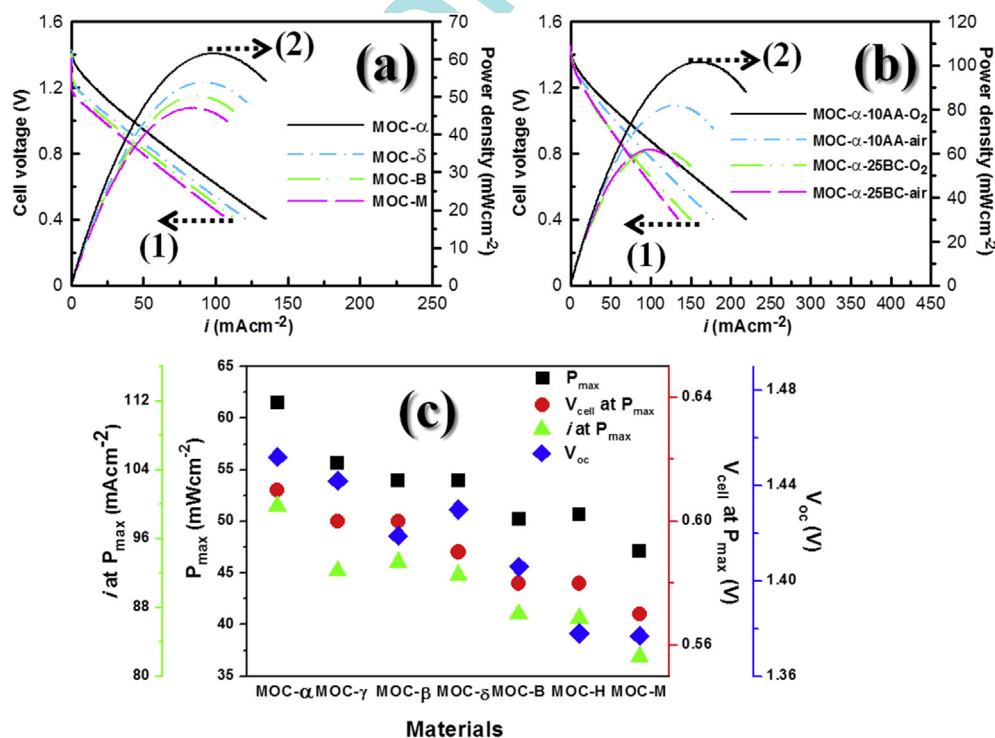 1.6
1.2
0.8
0.4
0
Cell voltage (V)
0 50 100 150 200 250
i (mAcm⁻²)
70
60
50
40
30
20
10
0
Power density (mWcm⁻²)
(a)
(1)
(2)
MOC-α
MOC-δ
MOC-B
MOC-M
1.6
1.2
0.8
0.4
0
Cell voltage (V)
0 50 100 150 200 250 300 350 400 450
i (mAcm⁻²)
120
100
80
60
40
20
0
Power density (mWcm⁻²)
(b)
(1)
(2)
MOC-α-10AA-O₂
MOC-α-10AA-air
MOC-α-25BC-O₂
MOC-α-25BC-air
112
104
96
88
80
i at Pmax (mAcm⁻²)
65
60
55
50
45
40
35
Pmax (mWcm⁻²)
(c)
Pmax
Vcell at Pmax
i at Pmax
Voc
0.64
0.60
0.56
Vcell at Pmax (V)
1.48
1.44
1.40
1.36
Voc (V)
MOC-α MOC-γ MOC-β MOC-δ MOC-B MOC-H MOC-M
Materials